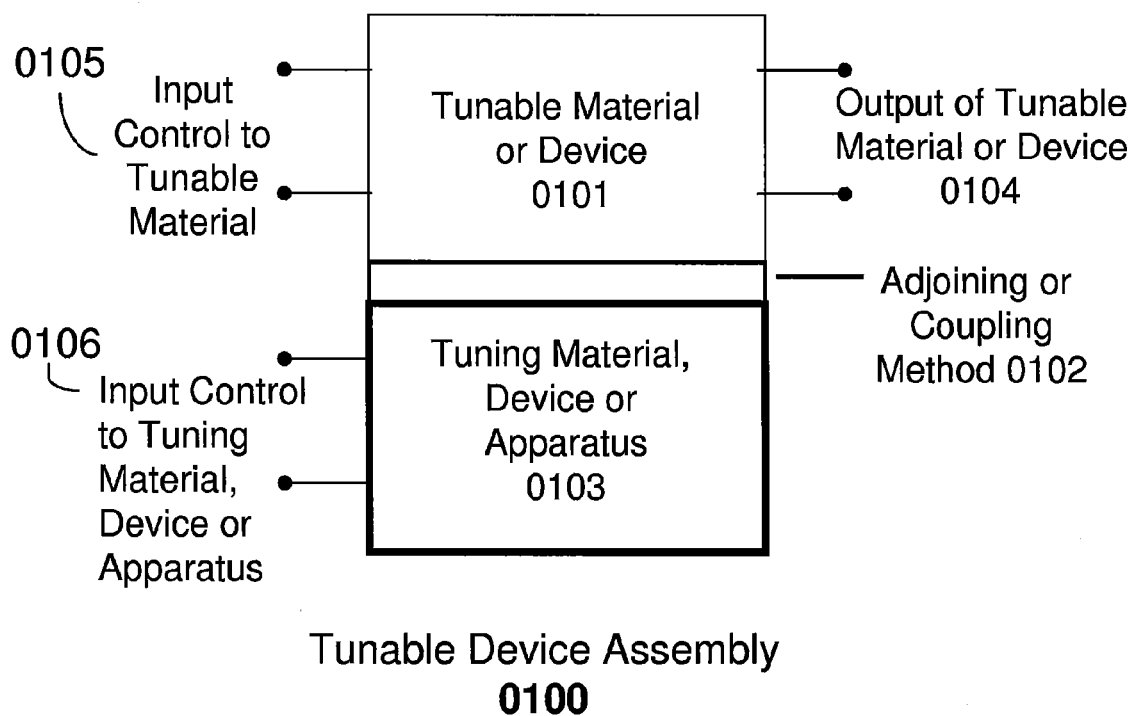 0105
Input
Control to
Tunable
Material
Tunable Material
or Device
0101
Output of Tunable
Material or Device
0104
Adjoining or
Coupling
Method 0102
0106
Input Control
to Tuning
Material,
Device or
Apparatus
Tuning Material,
Device or
Apparatus
0103
Tunable Device Assembly
0100